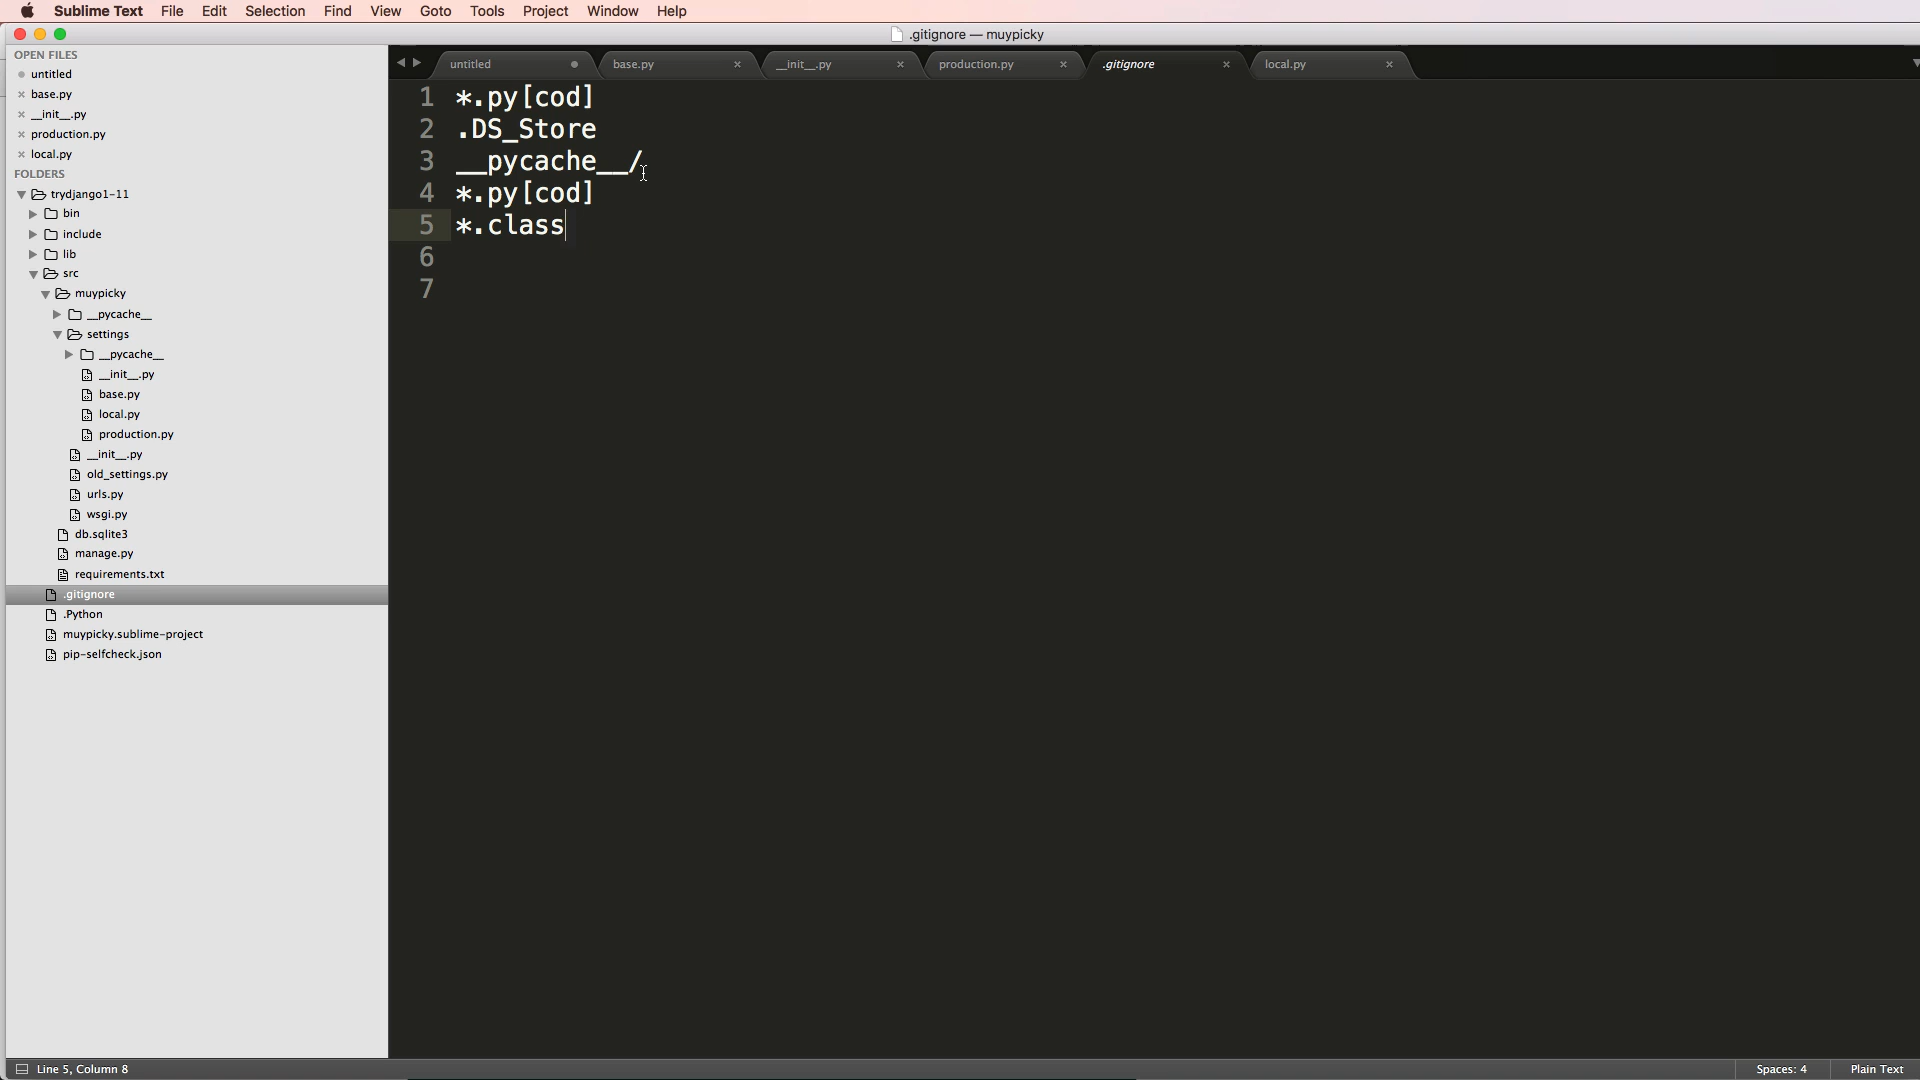 Sublime Text File Edit Selection Find View Goto Tools Project Window Help
.gitignore — muypicky
OPEN FILES
untitled
base.py
__init__.py
production.py
local.py
FOLDERS
trydjango1-11
bin
include
lib
src
muypicky
__pycache__
settings
__pycache__
__init__.py
base.py
local.py
production.py
__init__.py
old_settings.py
urls.py
wsgi.py
db.sqlite3
manage.py
requirements.txt
.gitignore
.Python
muypicky.sublime-project
pip-selfcheck.json
untitled base.py __init__.py production.py .gitignore local.py
1 *.py[cod]
2 .DS_Store
3 __pycache__/
4 *.py[cod]
5 *.class
6
7
Line 5, Column 8 Spaces: 4 Plain Text